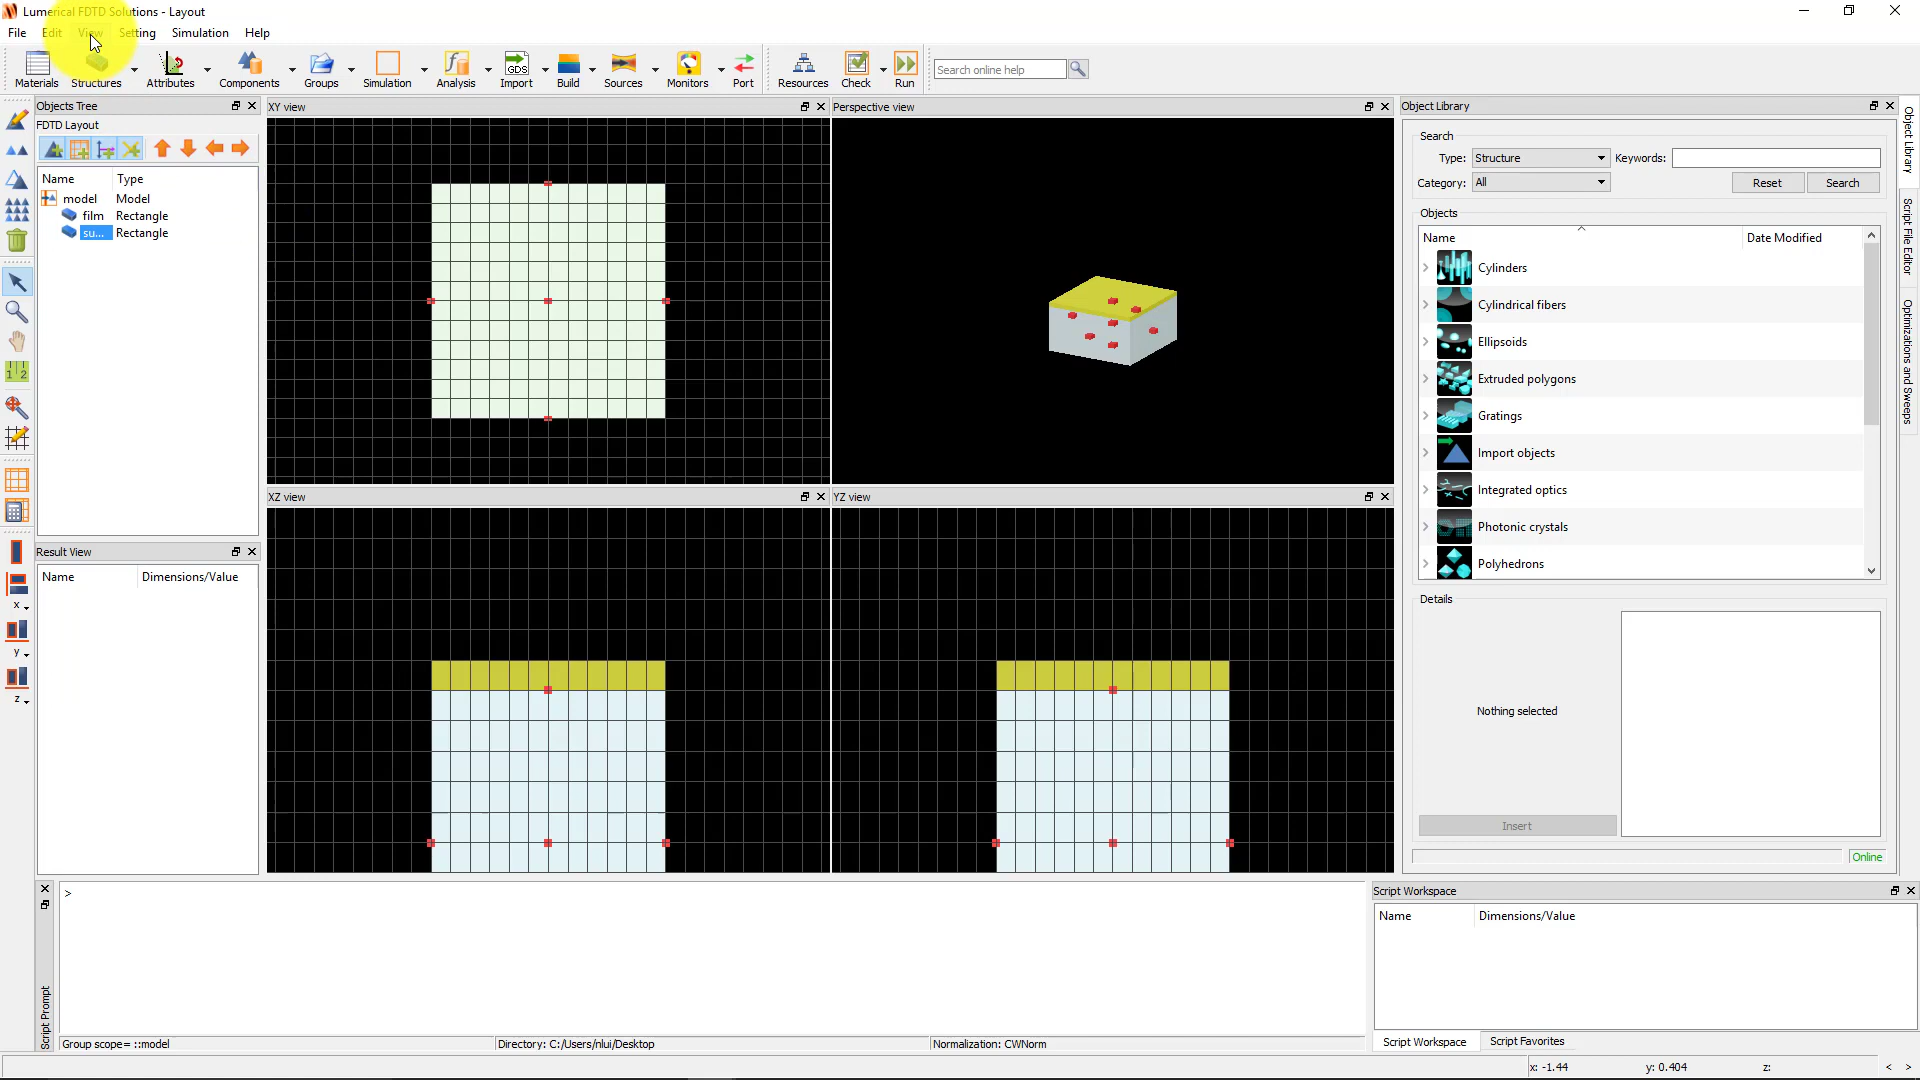 Lumerical FDTD Solutions - Layout
File Edit View Setting Simulation Help
Materials Structures Attributes Components Groups Simulation Analysis Import Build Sources Monitors Port Resources Check Run Search online help
GDS
Objects Tree
FDTD Layout
Name Type
model Model
film Rectangle
su... Rectangle
Result View
Name Dimensions/Value
x
y
z
XY view
Perspective view
XZ view
YZ view
Object Library
Search
Type: Structure Keywords:
Category: All Reset Search
Objects
Name Date Modified
Cylinders
Cylindrical fibers
Ellipsoids
Extruded polygons
Gratings
Import objects
Integrated optics
Photonic crystals
Polyhedrons
Details
Nothing selected
Insert
Online
Object Library
Script File Editor
Optimizations and Sweeps
Script Prompt
>
Group scope= ::model Directory: C:/Users/nlui/Desktop Normalization: CWNorm
Script Workspace
Name Dimensions/Value
Script Workspace Script Favorites
x: -1.44 y: 0.404 z: < >